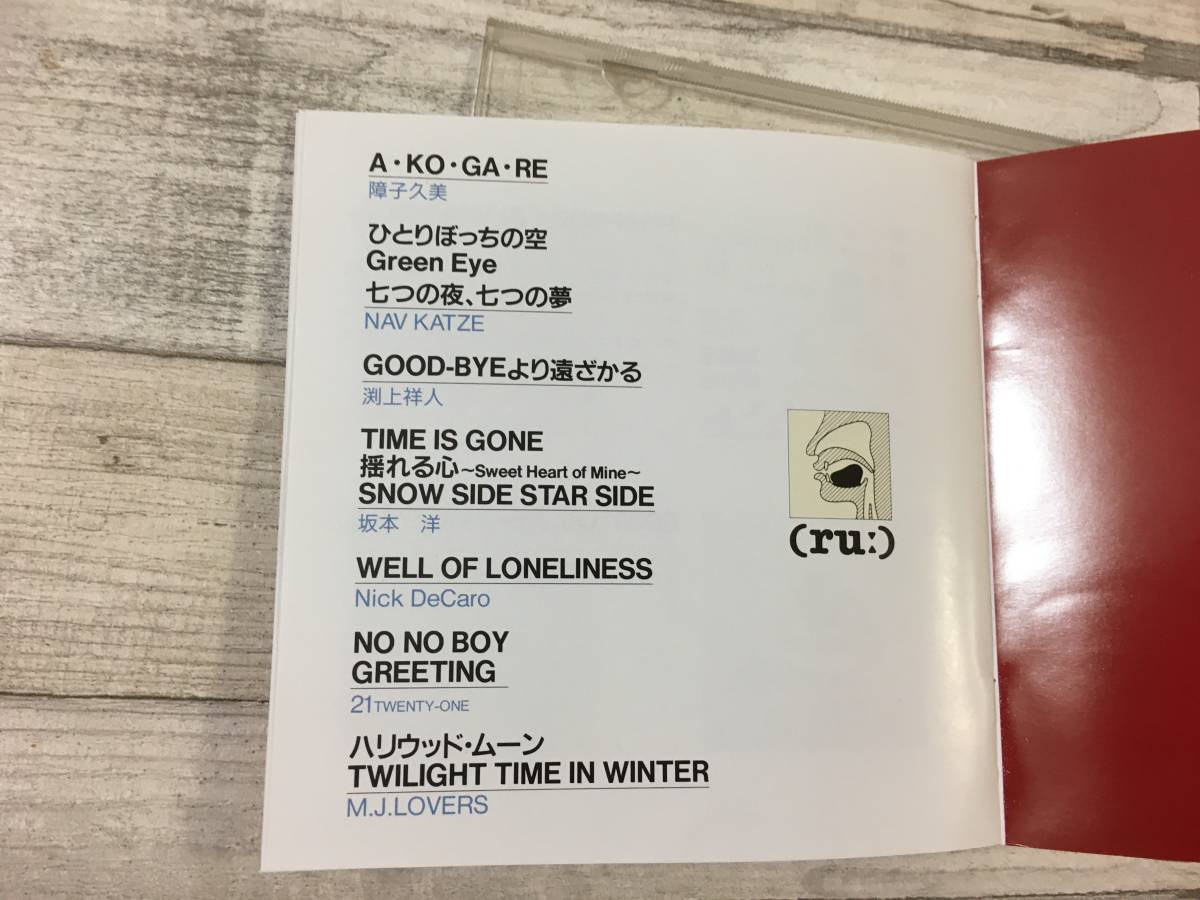 A・KO・GA・RE
障子久美
ひとりぼっちの空
Green Eye
七つの夜、七つの夢
NAV KATZE
GOOD-BYEより遠ざかる
渕上祥人
TIME IS GONE
揺れる心〜Sweet Heart of Mine〜
SNOW SIDE STAR SIDE
坂本 洋
WELL OF LONELINESS
Nick DeCaro
NO NO BOY
GREETING
21TWENTY-ONE
ハリウッド・ムーン
TWILIGHT TIME IN WINTER
M.J.LOVERS
(ru:)